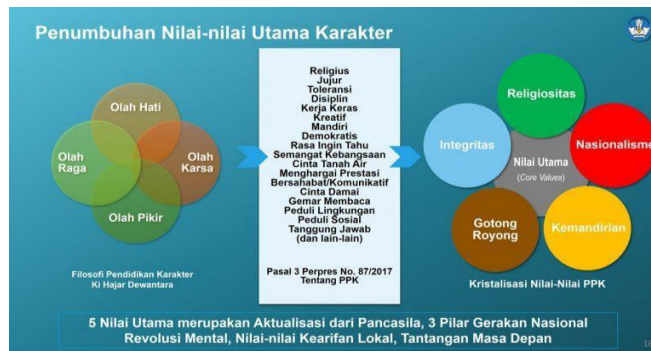 Penumbuhan Nilai-nilai Utama Karakter
Olah Hati
Olah
Raga
Olah
Karsa
Olah Pikir
Filosofi Pendidikan Karakter
Ki Hajar Dewantara
Religius
Jujur
Toleransi
Disiplin
Kerja Keras
Kreatif
Mandiri
Demokratis
Rasa Ingin Tahu
Semangat Kebangsaan
Cinta Tanah Air
Menghargai Prestasi
Bersahabat/Komunikatif
Cinta Damai
Gemar Membaca
Peduli Lingkungan
Peduli Sosial
Tanggung Jawab
(dan lain-lain)
Pasal 3 Perpres No. 87/2017
Tentang PPK
Religiositas
Integritas
Nasionalisme
Nilai Utama
(Core Values)
Gotong
Royong
Kemandirian
Kristalisasi Nilai-Nilai PPK
5 Nilai Utama merupakan Aktualisasi dari Pancasila, 3 Pilar Gerakan Nasional
Revolusi Mental, Nilai-nilai Kearifan Lokal, Tantangan Masa Depan